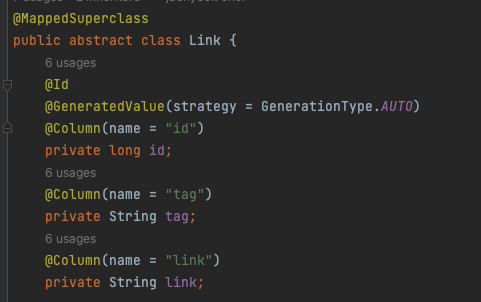 @MappedSuperclass
public abstract class Link {
6 usages
@Id
@GeneratedValue(strategy = GenerationType.AUTO)
@Column(name = "id")
private long id;
6 usages
@Column(name = "tag")
private String tag;
6 usages
@Column(name = "link")
private String link;